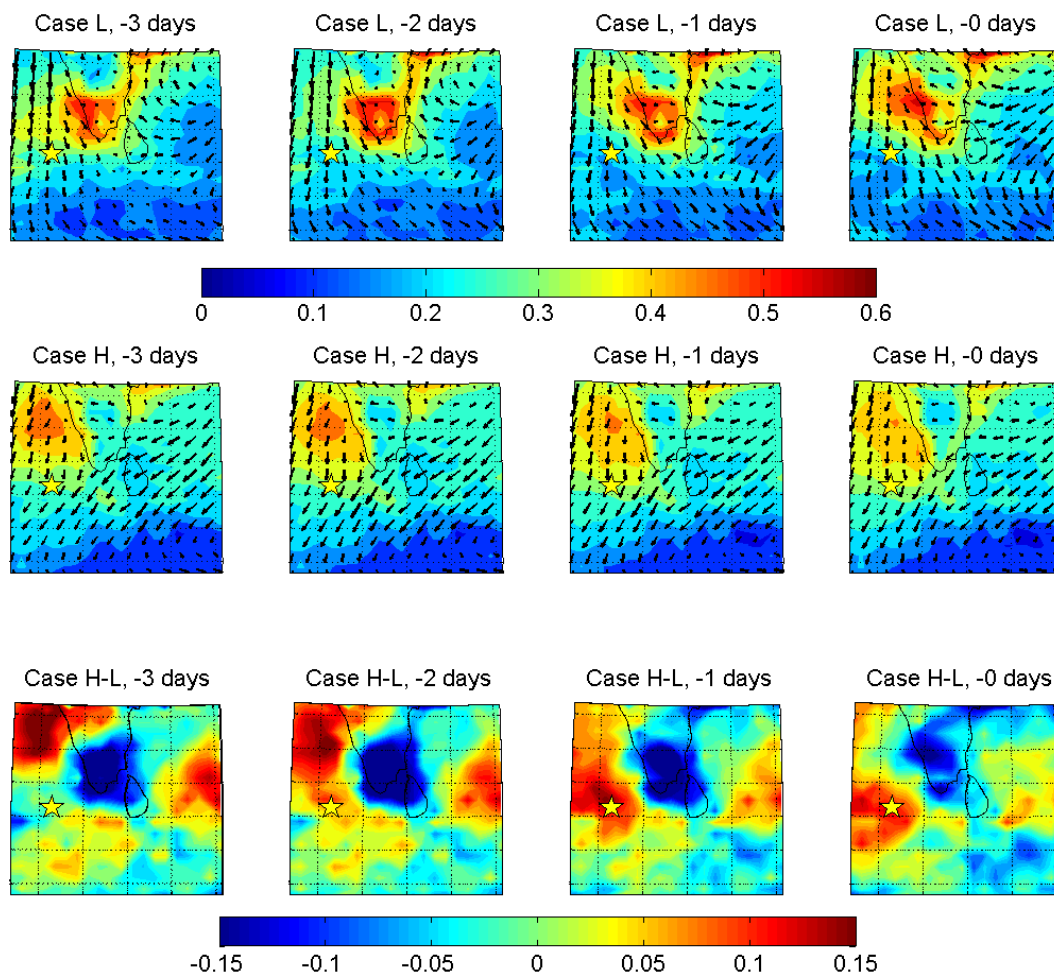 Case L, -3 days Case L, -2 days Case L, -1 days Case L, -0 days
0 0.1 0.2 0.3 0.4 0.5 0.6
Case H, -3 days Case H, -2 days Case H, -1 days Case H, -0 days
Case H-L, -3 days Case H-L, -2 days Case H-L, -1 days Case H-L, -0 days
-0.15 -0.1 -0.05 0 0.05 0.1 0.15